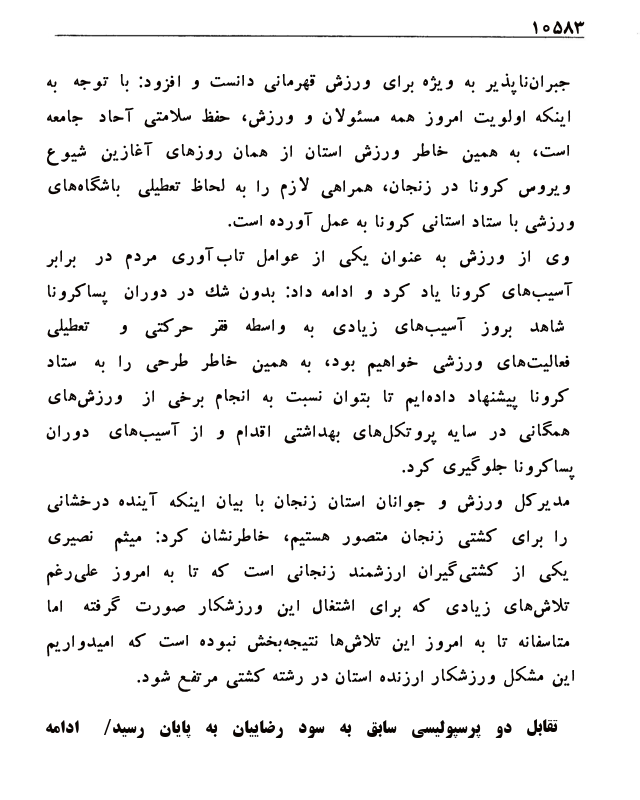 ۱۰۵۸۳
جبران‌ناپذیر به ویژه برای ورزش قهرمانی دانست و افزود: با توجه به
اینکه اولویت امروز همه مسئولان و ورزش، حفظ سلامتی آحاد جامعه
است، به همین خاطر ورزش استان از همان روزهای آغازین شیوع
ویروس کرونا در زنجان، همراهی لازم را به لحاظ تعطیلی باشگاه‌های
ورزشی با ستاد استانی کرونا به عمل آورده است.
وی از ورزش به عنوان یکی از عوامل تاب‌آوری مردم در برابر
آسیب‌های کرونا یاد کرد و ادامه داد: بدون شك در دوران پساکرونا
شاهد بروز آسیب‌های زیادی به واسطه فقر حرکتی و تعطیلی
فعالیت‌های ورزشی خواهیم بود، به همین خاطر طرحی را به ستاد
کرونا پیشنهاد داده‌ایم تا بتوان نسبت به انجام برخی از ورزش‌های
همگانی در سایه پروتکل‌های بهداشتی اقدام و از آسیب‌های دوران
پساکرونا جلوگیری کرد.
مدیرکل ورزش و جوانان استان زنجان با بیان اینکه آینده درخشانی
را برای کشتی زنجان متصور هستیم، خاطرنشان کرد: میثم نصیری
یکی از کشتی‌گیران ارزشمند زنجانی است که تا به امروز علی‌رغم
تلاش‌های زیادی که برای اشتغال این ورزشکار صورت گرفته اما
متاسفانه تا به امروز این تلاش‌ها نتیجه‌بخش نبوده است که امیدواریم
این مشکل ورزشکار ارزنده استان در رشته کشتی مرتفع شود.
تقابل دو پرسپولیسی سابق به سود رضاییان به پایان رسید/ ادامه